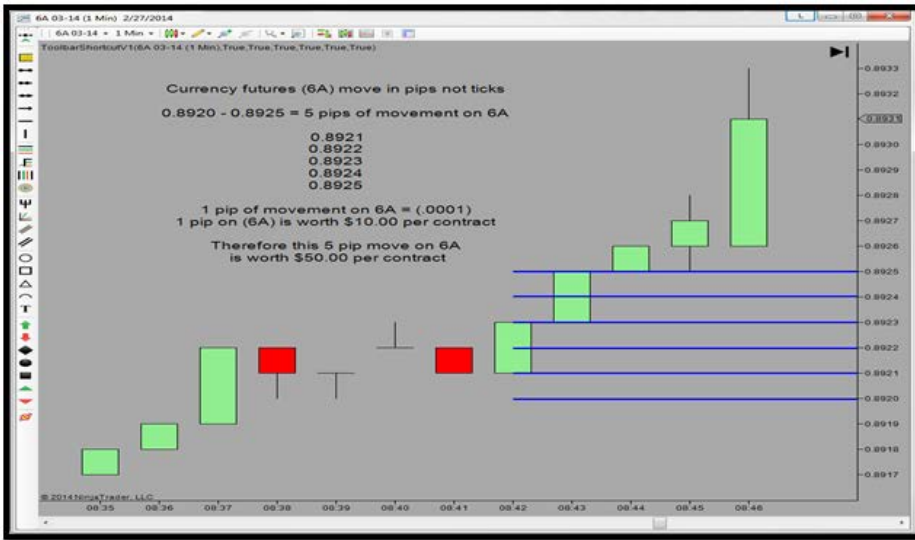 6A 03-14 (1 Min) 2/27/2014
6A 03-14 1 Min
ToolbarShortcutV1(6A 03-14 (1 Min),True,True,True,True,True,True)
Currency futures (6A) move in pips not ticks
0.8920 - 0.8925 = 5 pips of movement on 6A
0.8921
0.8922
0.8923
0.8924
0.8925
1 pip of movement on 6A = (.0001)
1 pip on (6A) is worth $10.00 per contract
Therefore this 5 pip move on 6A
is worth $50.00 per contract
0.8933
0.8932
0.8931
0.8930
0.8929
0.8928
0.8927
0.8926
0.8925
0.8924
0.8923
0.8922
0.8921
0.8920
0.8919
0.8918
0.8917
© 2014 NinjaTrader, LLC
08:35 08:36 08:37 08:38 08:39 08:40 08:41 08:42 08:43 08:44 08:45 08:46